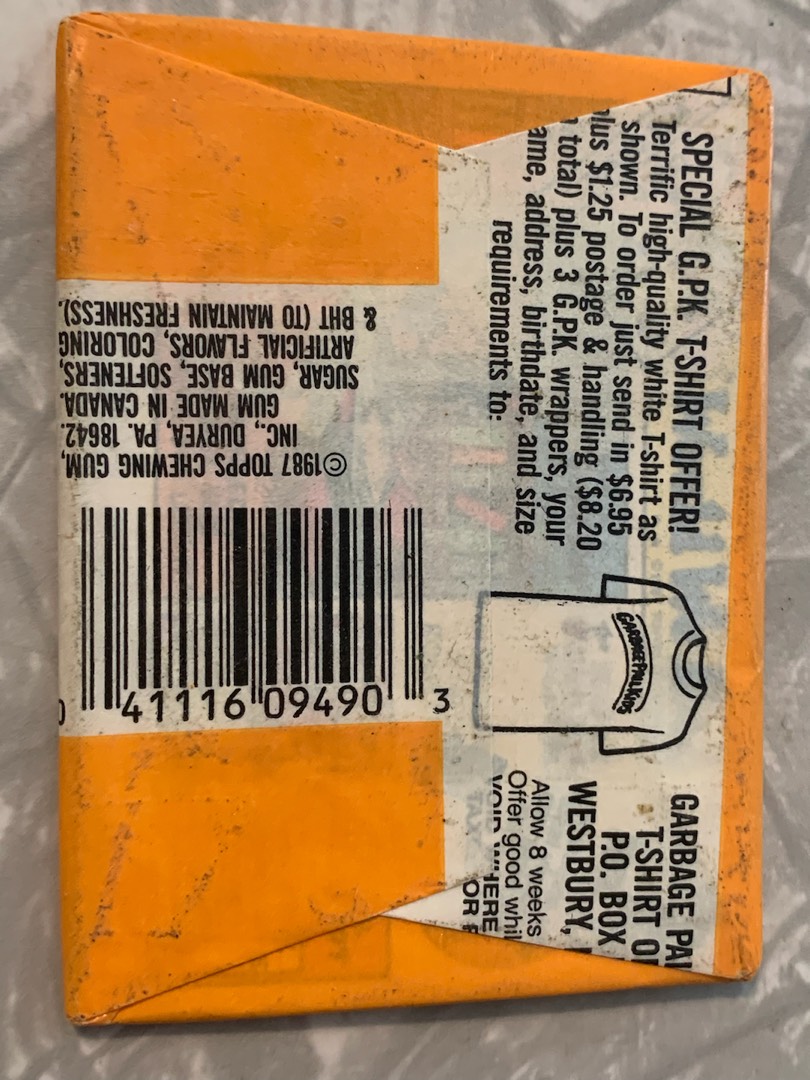 SPECIAL G.P.K. T-SHIRT OFFER!
Terrific high-quality white T-shirt as
shown. To order just send in $6.95
plus $1.25 postage & handling ($8.20
total) plus 3 G.P.K. wrappers, your
ame, address, birthdate, and size
requirements to:
GARBAGE PAIL KIDS
GARBAGE PAI
T-SHIRT O
P.O. BOX
WESTBURY,
Allow 8 weeks
Offer good whil
VOID WHERE
OR
©1987 TOPPS CHEWING GUM,
INC., DURYEA, PA. 18642.
GUM MADE IN CANADA.
SUGAR, GUM BASE, SOFTENERS,
ARTIFICIAL FLAVORS, COLORING
& BHT (TO MAINTAIN FRESHNESS).
0 41116 09490 3